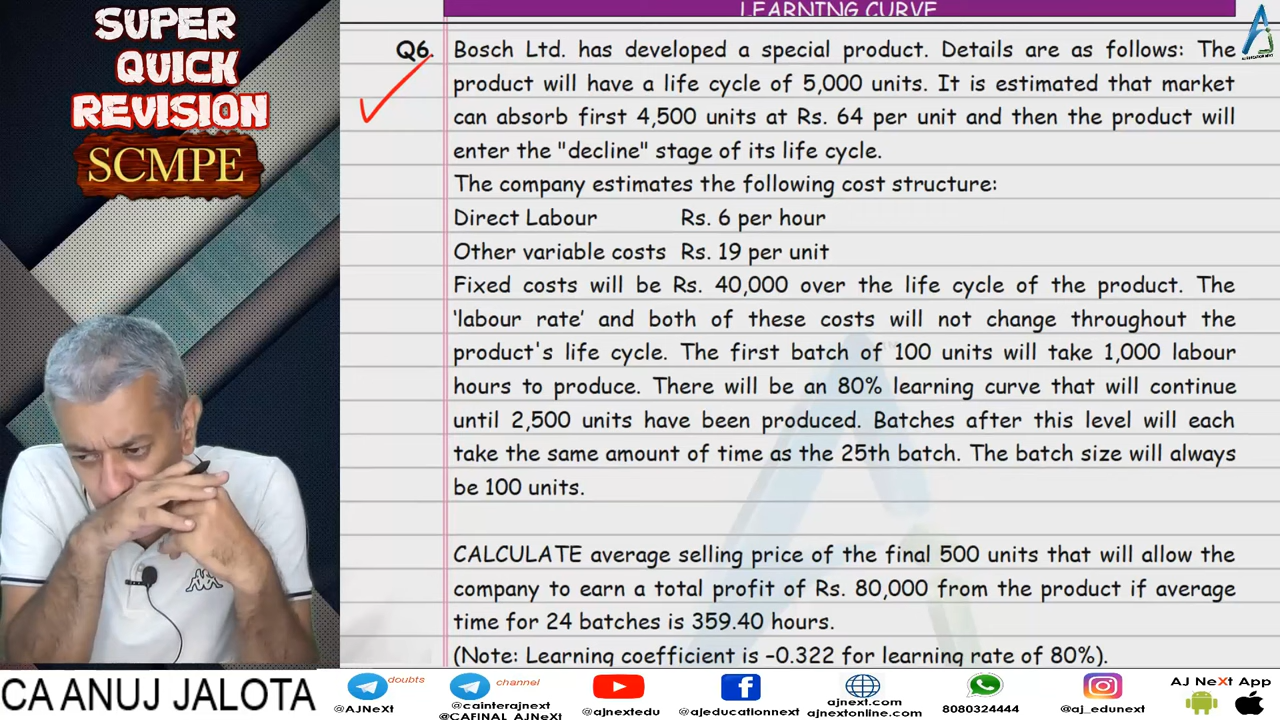 LEARNING CURVE
SUPER
QUICK
REVISION
SCMPE
Q6. Bosch Ltd. has developed a special product. Details are as follows: The
product will have a life cycle of 5,000 units. It is estimated that market
can absorb first 4,500 units at Rs. 64 per unit and then the product will
enter the "decline" stage of its life cycle.
The company estimates the following cost structure:
Direct Labour Rs. 6 per hour
Other variable costs Rs. 19 per unit
Fixed costs will be Rs. 40,000 over the life cycle of the product. The
‘labour rate’ and both of these costs will not change throughout the
product's life cycle. The first batch of 100 units will take 1,000 labour
hours to produce. There will be an 80% learning curve that will continue
until 2,500 units have been produced. Batches after this level will each
take the same amount of time as the 25th batch. The batch size will always
be 100 units.
CALCULATE average selling price of the final 500 units that will allow the
company to earn a total profit of Rs. 80,000 from the product if average
time for 24 batches is 359.40 hours.
(Note: Learning coefficient is –0.322 for learning rate of 80%).
CA ANUJ JALOTA
doubts
@AJNeXt
channel
@cainterajnext
@CAFINAL_AJNeXt
@ajnextedu
@ajeducationnext
ajnext.com
ajnextonline.com
8080324444
@aj_edunext
AJ NeXt App